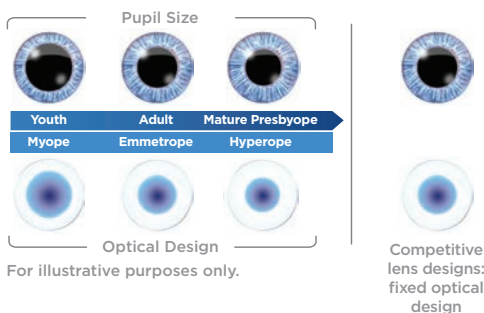 Pupil Size
Youth Adult Mature Presbyope
Myope Emmetrope Hyperope
Optical Design
For illustrative purposes only.
Competitive
lens designs:
fixed optical
design